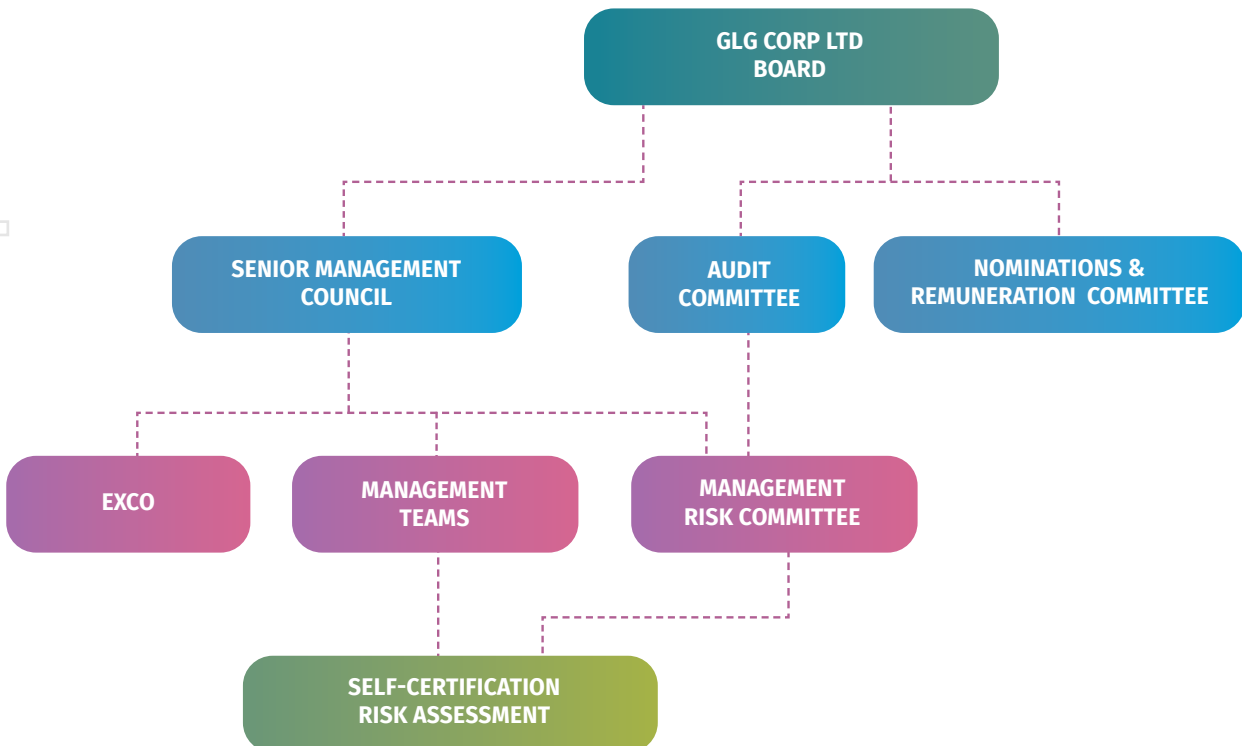 GLG CORP LTD
BOARD
SENIOR MANAGEMENT
COUNCIL
AUDIT
COMMITTEE
NOMINATIONS &
REMUNERATION COMMITTEE
EXCO
MANAGEMENT
TEAMS
MANAGEMENT
RISK COMMITTEE
SELF-CERTIFICATION
RISK ASSESSMENT